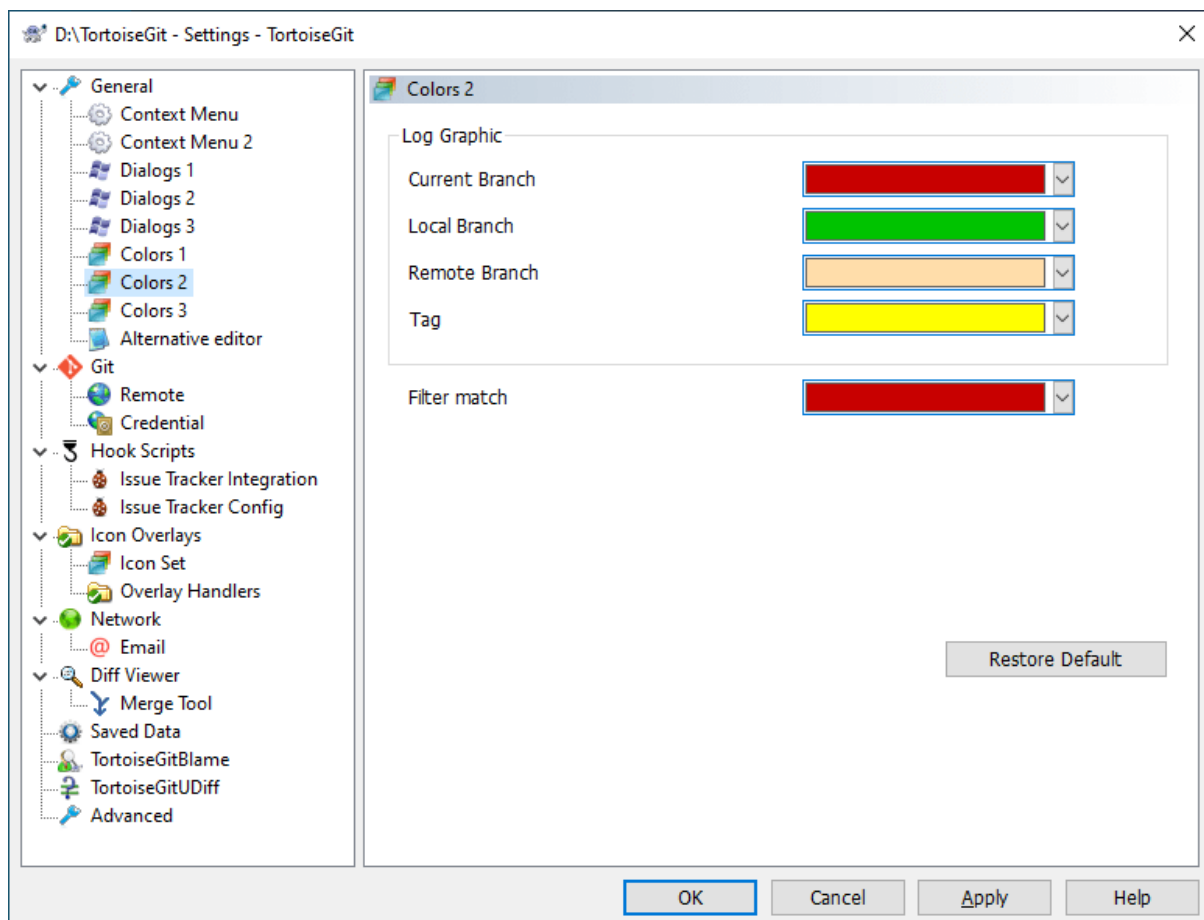 D:\TortoiseGit - Settings - TortoiseGit
General
Context Menu
Context Menu 2
Dialogs 1
Dialogs 2
Dialogs 3
Colors 1
Colors 2
Colors 3
Alternative editor
Git
Remote
Credential
Hook Scripts
Issue Tracker Integration
Issue Tracker Config
Icon Overlays
Icon Set
Overlay Handlers
Network
Email
Diff Viewer
Merge Tool
Saved Data
TortoiseGitBlame
TortoiseGitUDiff
Advanced
Colors 2
Log Graphic
Current Branch
Local Branch
Remote Branch
Tag
Filter match
Restore Default
OK Cancel Apply Help